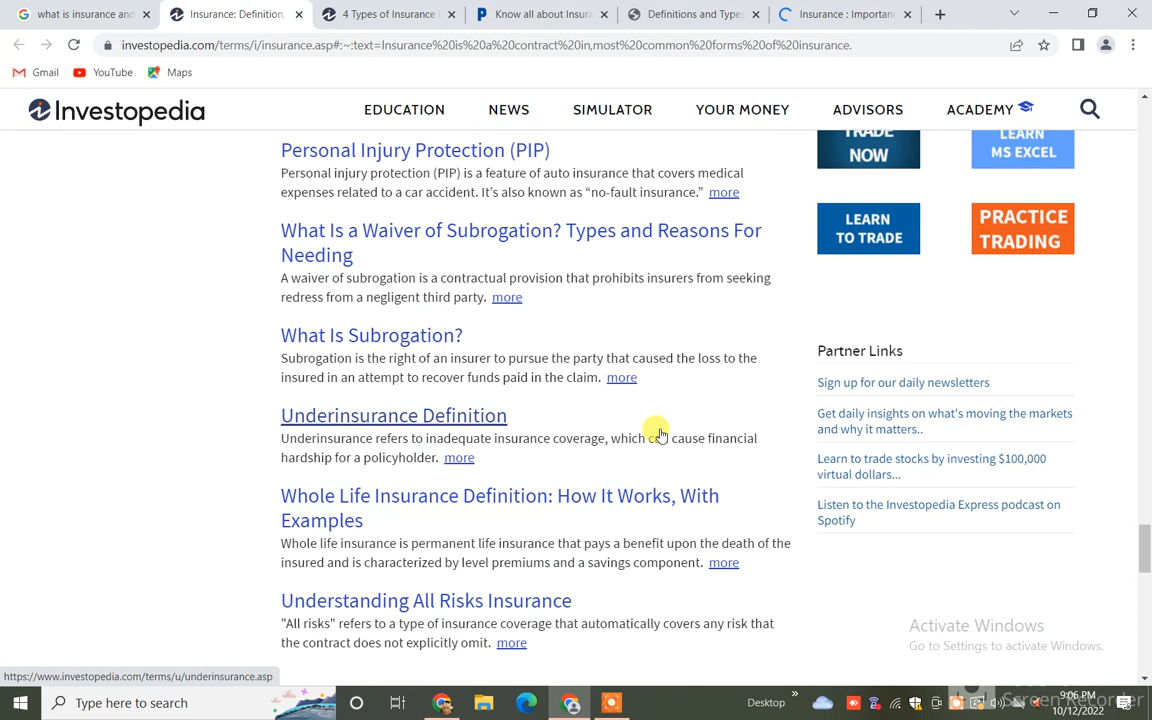 what is insurance and
Insurance: Definition,
4 Types of Insurance
Know all about Insura
Definitions and Types
Insurance : Importan
investopedia.com/terms/i/insurance.asp#:~:text=Insurance%20is%20a%20contract%20in,most%20common%20forms%20of%20insurance.
Gmail
YouTube
Maps
Investopedia
EDUCATION
NEWS
SIMULATOR
YOUR MONEY
ADVISORS
ACADEMY
Personal Injury Protection (PIP)
Personal injury protection (PIP) is a feature of auto insurance that covers medical
expenses related to a car accident. It's also known as “no-fault insurance.” more
What Is a Waiver of Subrogation? Types and Reasons For
Needing
A waiver of subrogation is a contractual provision that prohibits insurers from seeking
redress from a negligent third party. more
What Is Subrogation?
Subrogation is the right of an insurer to pursue the party that caused the loss to the
insured in an attempt to recover funds paid in the claim. more
Underinsurance Definition
Underinsurance refers to inadequate insurance coverage, which can cause financial
hardship for a policyholder. more
Whole Life Insurance Definition: How It Works, With
Examples
Whole life insurance is permanent life insurance that pays a benefit upon the death of the
insured and is characterized by level premiums and a savings component. more
Understanding All Risks Insurance
"All risks" refers to a type of insurance coverage that automatically covers any risk that
the contract does not explicitly omit. more
TRADE
NOW
LEARN
MS EXCEL
LEARN
TO TRADE
PRACTICE
TRADING
Partner Links
Sign up for our daily newsletters
Get daily insights on what's moving the markets
and why it matters..
Learn to trade stocks by investing $100,000
virtual dollars...
Listen to the Investopedia Express podcast on
Spotify
Activate Windows
Go to Settings to activate Windows.
https://www.investopedia.com/terms/u/underinsurance.asp
Type here to search
Desktop
9:06 PM
10/12/2022
Screen Recorder